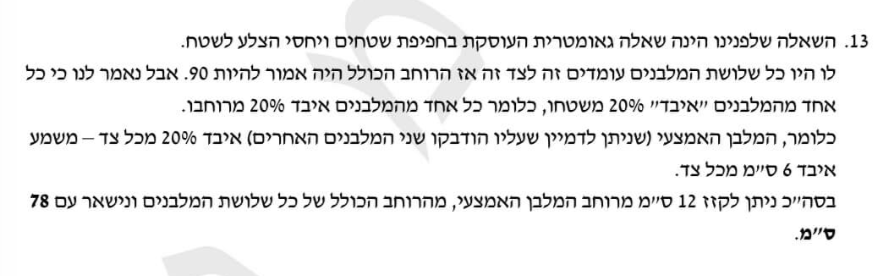 13. השאלה שלפנינו הינה שאלה גאומטרית העוסקת בחפיפת שטחים ויחסי הצלע לשטח.
לו היו כל שלושת המלבנים עומדים זה לצד זה אז הרוחב הכולל היה אמור להיות 90. אבל נאמר לנו כי כל
אחד מהמלבנים "איבד" 20% משטחו, כלומר כל אחד מהמלבנים איבד 20% מרוחבו.
כלומר, המלבן האמצעי (שניתן לדמיין שעליו הודבקו שני המלבנים האחרים) איבד 20% מכל צד – משמע
איבד 6 ס״מ מכל צד.
בסה״כ ניתן לקזז 12 ס״מ מרוחב המלבן האמצעי, מהרוחב הכולל של כל שלושת המלבנים ונישאר עם 78
ס״מ.